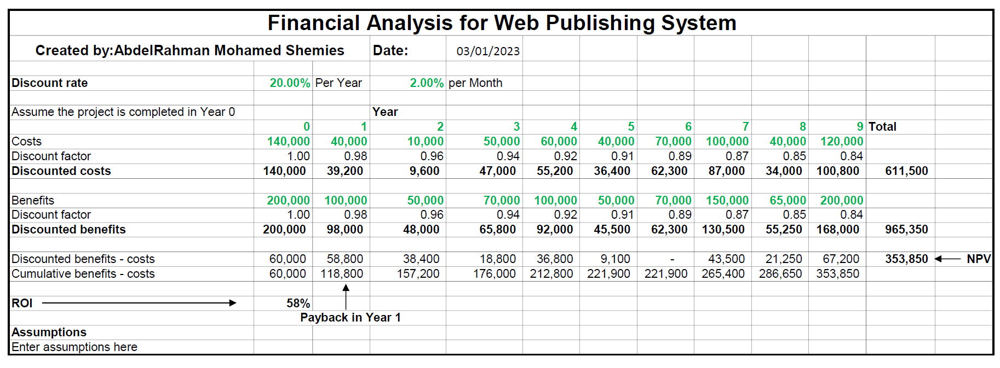 Financial Analysis for Web Publishing System
Created by:AbdelRahman Mohamed Shemies Date: 03/01/2023
Discount rate 20.00% Per Year 2.00% per Month
Assume the project is completed in Year 0 Year
0 1 2 3 4 5 6 7 8 9 Total
Costs 140,000 40,000 10,000 50,000 60,000 40,000 70,000 100,000 40,000 120,000
Discount factor 1.00 0.98 0.96 0.94 0.92 0.91 0.89 0.87 0.85 0.84
Discounted costs 140,000 39,200 9,600 47,000 55,200 36,400 62,300 87,000 34,000 100,800 611,500
Benefits 200,000 100,000 50,000 70,000 100,000 50,000 70,000 150,000 65,000 200,000
Discount factor 1.00 0.98 0.96 0.94 0.92 0.91 0.89 0.87 0.85 0.84
Discounted benefits 200,000 98,000 48,000 65,800 92,000 45,500 62,300 130,500 55,250 168,000 965,350
Discounted benefits - costs 60,000 58,800 38,400 18,800 36,800 9,100 - 43,500 21,250 67,200 353,850 NPV
Cumulative benefits - costs 60,000 118,800 157,200 176,000 212,800 221,900 221,900 265,400 286,650 353,850
ROI 58%
Payback in Year 1
Assumptions
Enter assumptions here